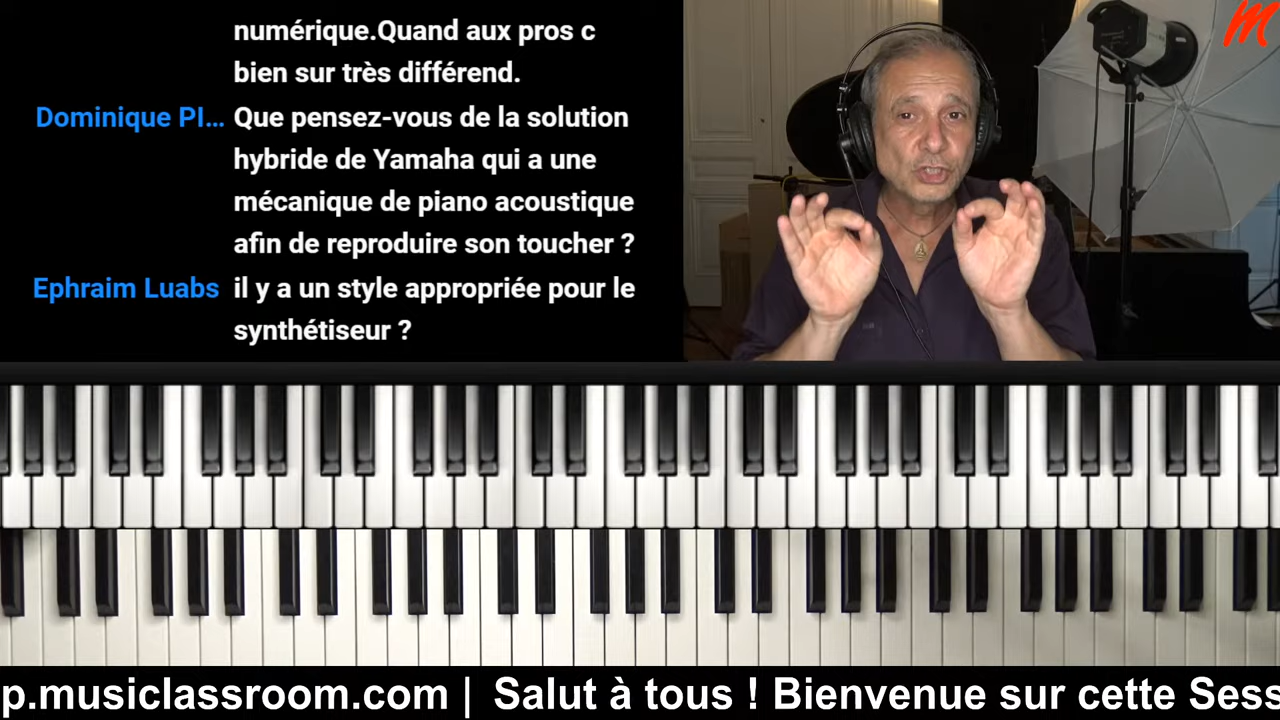 numérique.Quand aux pros c
bien sur très différend.
Dominique PI… Que pensez-vous de la solution
hybride de Yamaha qui a une
mécanique de piano acoustique
afin de reproduire son toucher ?
Ephraim Luabs il y a un style appropriée pour le
synthétiseur ?
M
p.musiclassroom.com | Salut à tous ! Bienvenue sur cette Sess